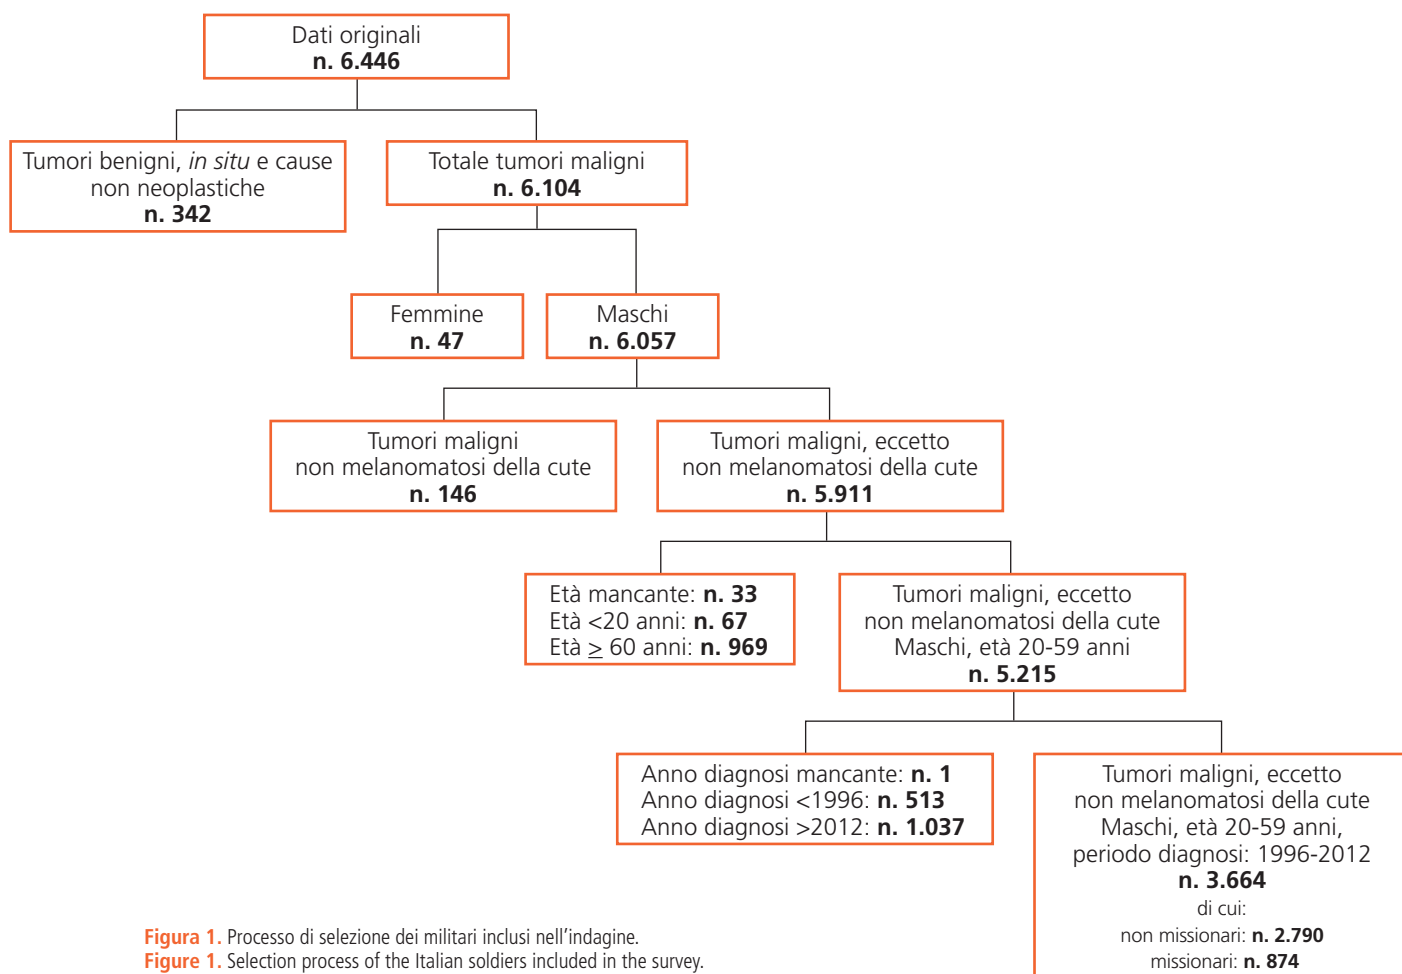 Dati originali
n. 6.446
Tumori benigni, in situ e cause
non neoplastiche
n. 342
Totale tumori maligni
n. 6.104
Femmine
n. 47
Maschi
n. 6.057
Tumori maligni
non melanomatosi della cute
n. 146
Tumori maligni, eccetto
non melanomatosi della cute
n. 5.911
Età mancante: n. 33
Età <20 anni: n. 67
Età ≥ 60 anni: n. 969
Tumori maligni, eccetto
non melanomatosi della cute
Maschi, età 20-59 anni
n. 5.215
Anno diagnosi mancante: n. 1
Anno diagnosi <1996: n. 513
Anno diagnosi >2012: n. 1.037
Tumori maligni, eccetto
non melanomatosi della cute
Maschi, età 20-59 anni,
periodo diagnosi: 1996-2012
n. 3.664
di cui:
non missionari: n. 2.790
missionari: n. 874
Figura 1. Processo di selezione dei militari inclusi nell'indagine.
Figure 1. Selection process of the Italian soldiers included in the survey.